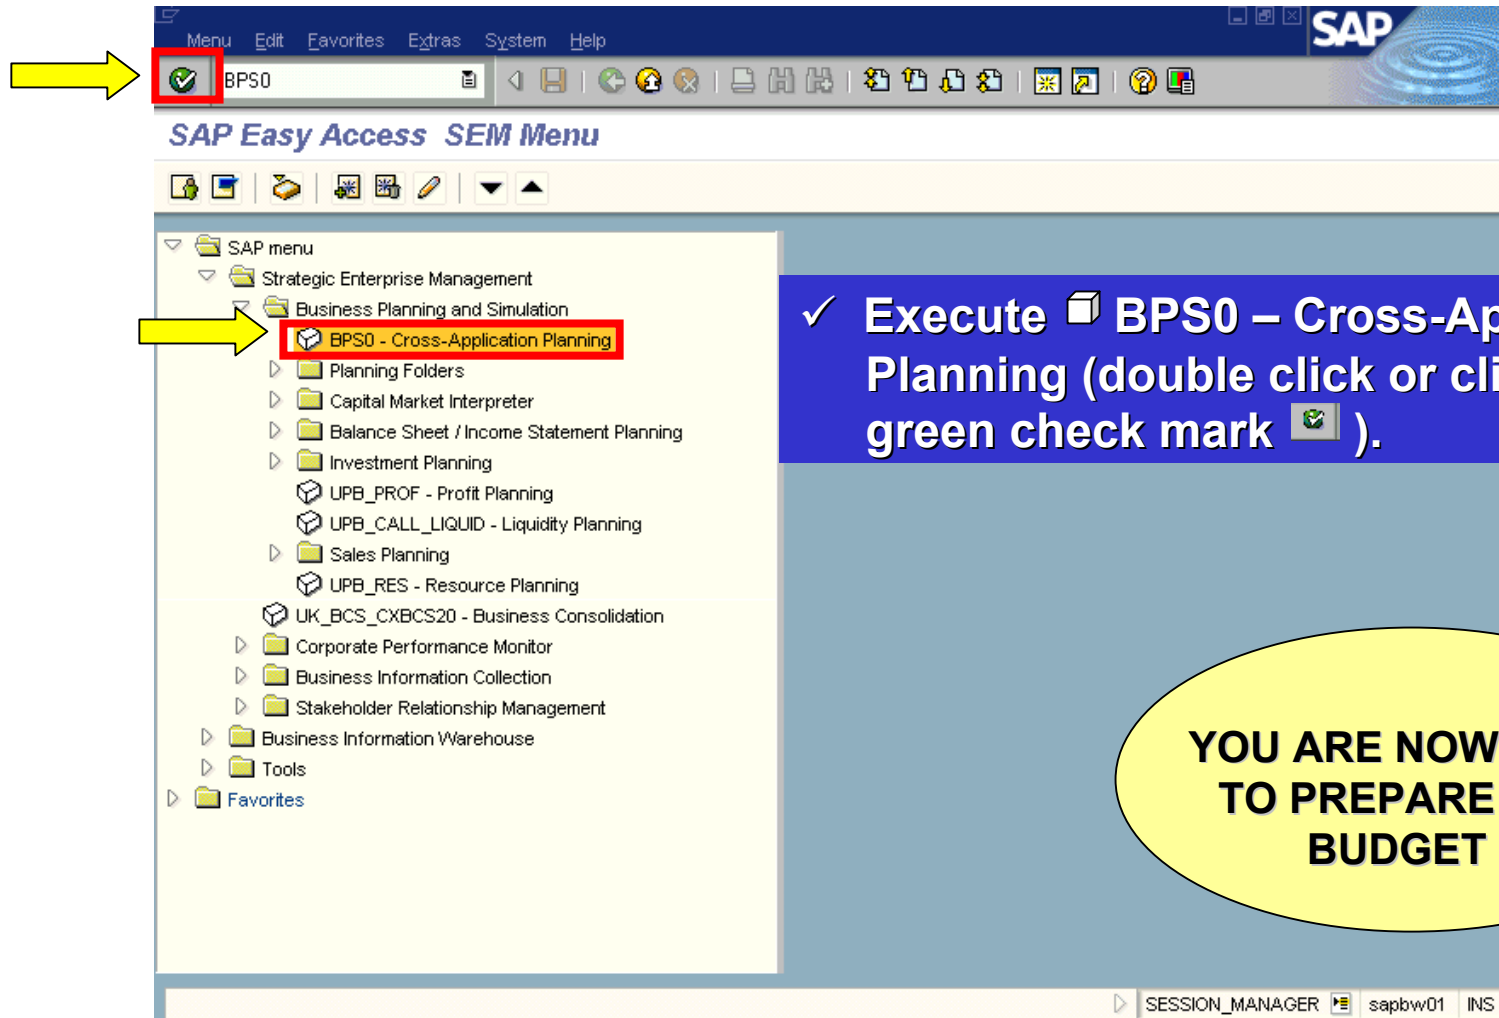 Menu Edit Favorites Extras System Help
SAP
BPS0
SAP Easy Access SEM Menu
SAP menu
Strategic Enterprise Management
Business Planning and Simulation
BPS0 - Cross-Application Planning
Planning Folders
Capital Market Interpreter
Balance Sheet / Income Statement Planning
Investment Planning
UPB_PROF - Profit Planning
UPB_CALL_LIQUID - Liquidity Planning
Sales Planning
UPB_RES - Resource Planning
UK_BCS_CXBCS20 - Business Consolidation
Corporate Performance Monitor
Business Information Collection
Stakeholder Relationship Management
Business Information Warehouse
Tools
Favorites
✓ Execute BPS0 – Cross-Ap
Planning (double click or cli
green check mark ).
YOU ARE NOW
TO PREPARE
BUDGET
SESSION_MANAGER sapbw01 INS